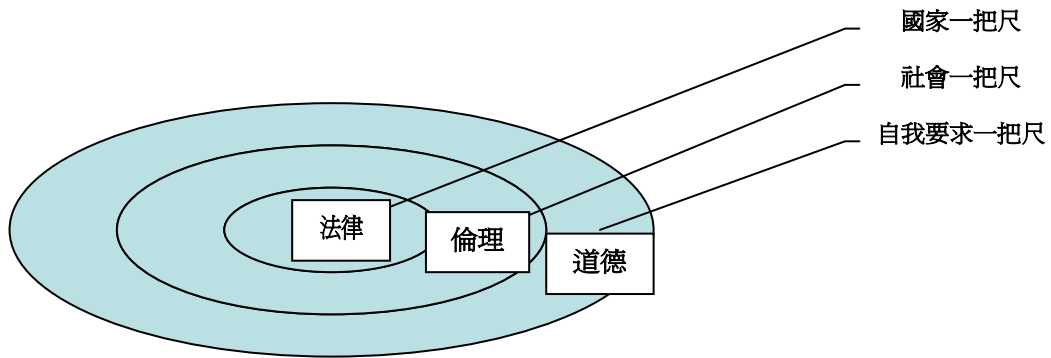 國家一把尺
社會一把尺
自我要求一把尺
法律
倫理
道德